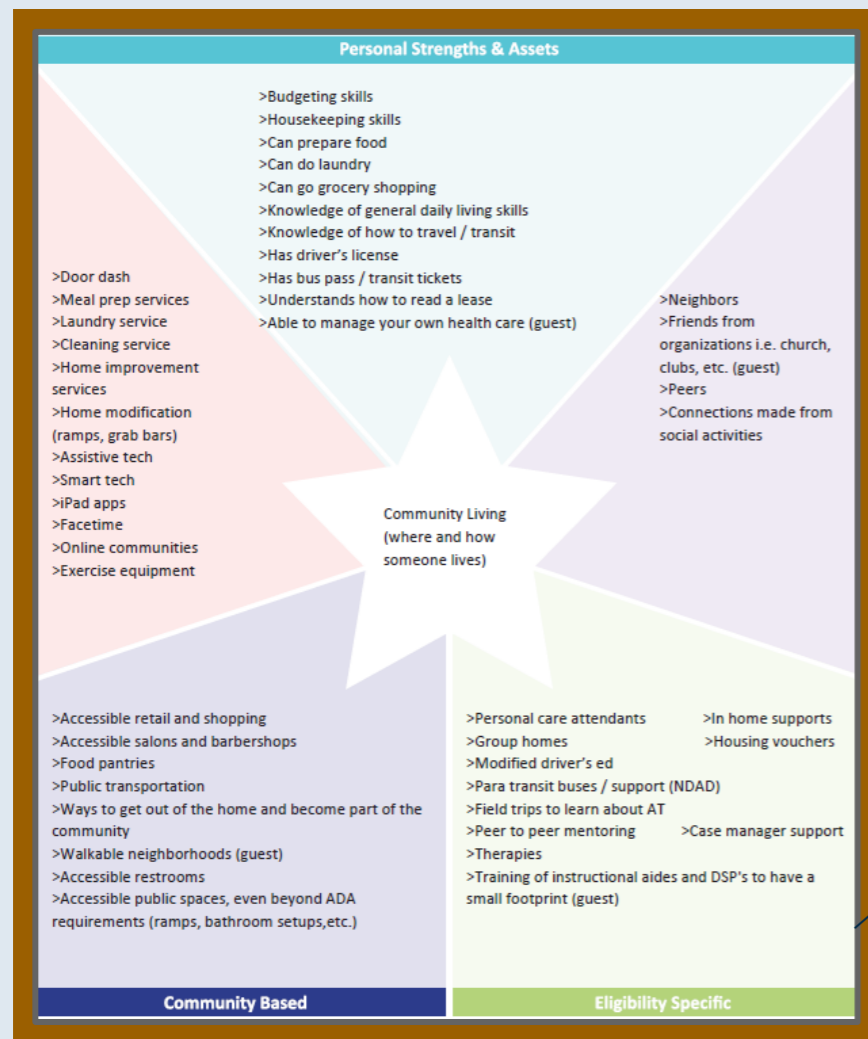 Personal Strengths & Assets
>Budgeting skills
>Housekeeping skills
>Can prepare food
>Can do laundry
>Can go grocery shopping
>Knowledge of general daily living skills
>Knowledge of how to travel / transit
>Has driver's license
>Has bus pass / transit tickets
>Understands how to read a lease
>Able to manage your own health care (guest)
>Door dash
>Meal prep services
>Laundry service
>Cleaning service
>Home improvement
services
>Home modification
(ramps, grab bars)
>Assistive tech
>Smart tech
>iPad apps
>Facetime
>Online communities
>Exercise equipment
>Neighbors
>Friends from
organizations i.e. church,
clubs, etc. (guest)
>Peers
>Connections made from
social activities
Community Living
(where and how
someone lives)
>Accessible retail and shopping
>Accessible salons and barbershops
>Food pantries
>Public transportation
>Ways to get out of the home and become part of the
community
>Walkable neighborhoods (guest)
>Accessible restrooms
>Accessible public spaces, even beyond ADA
requirements (ramps, bathroom setups,etc.)
>Personal care attendants >In home supports
>Group homes >Housing vouchers
>Modified driver's ed
>Para transit buses / support (NDAD)
>Field trips to learn about AT
>Peer to peer mentoring >Case manager support
>Therapies
>Training of instructional aides and DSP's to have a
small footprint (guest)
Community Based
Eligibility Specific